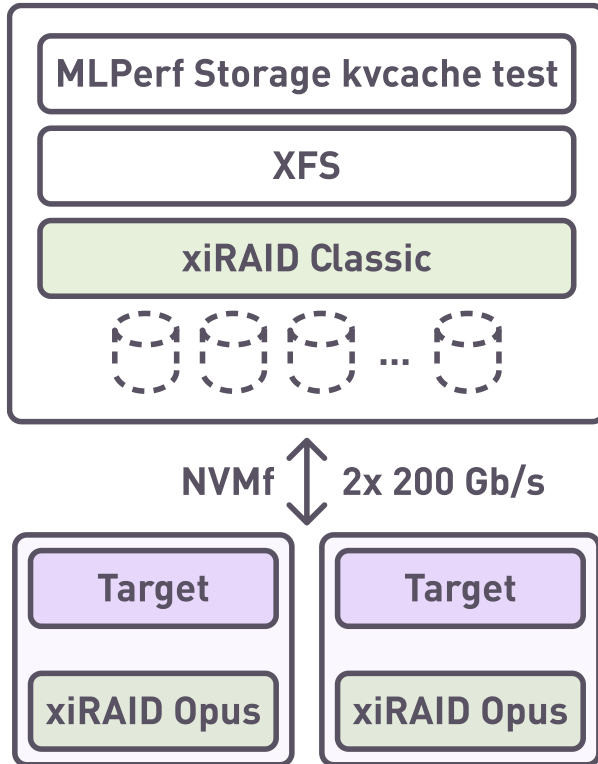 MLPerf Storage kvcache test
XFS
xiRAID Classic
...
NVMf 2x 200 Gb/s
Target Target
xiRAID Opus xiRAID Opus